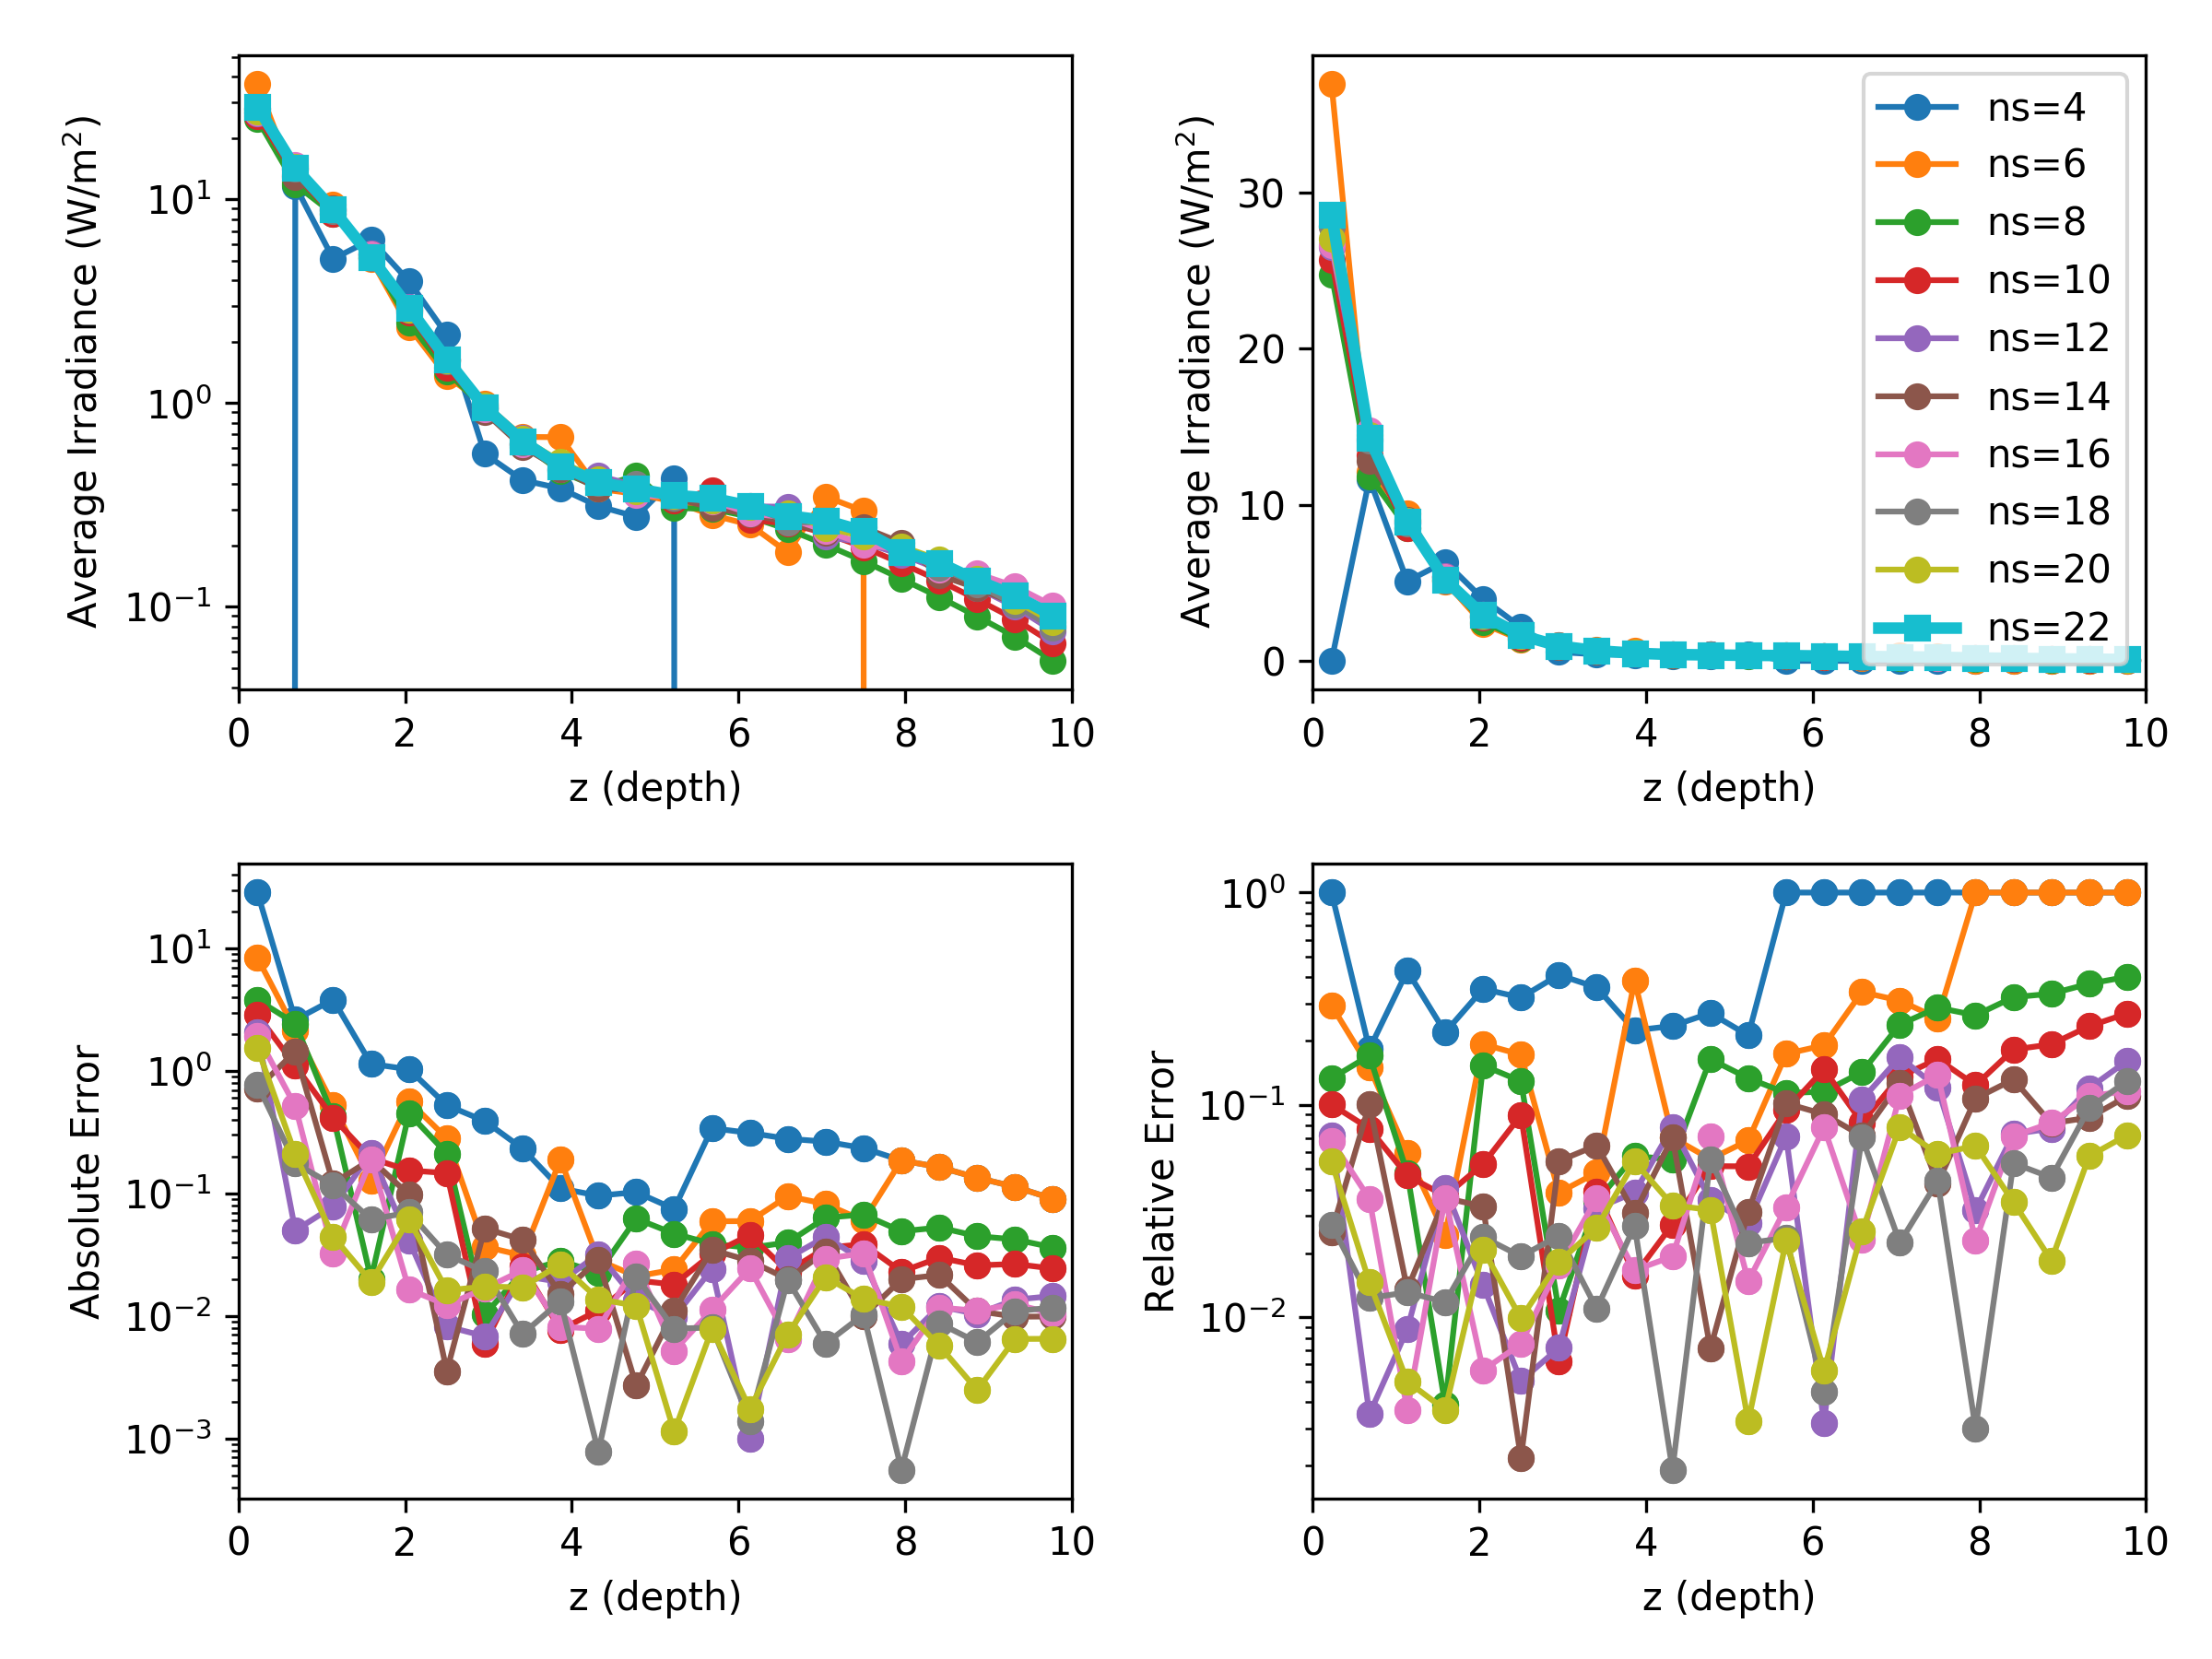 Average Irradiance (W/m²)
10¹
10⁰
10⁻¹
0 2 4 6 8 10
z (depth)
Average Irradiance (W/m²)
30
20
10
0
0 2 4 6 8 10
z (depth)
ns=4
ns=6
ns=8
ns=10
ns=12
ns=14
ns=16
ns=18
ns=20
ns=22
Absolute Error
10¹
10⁰
10⁻¹
10⁻²
10⁻³
0 2 4 6 8 10
z (depth)
Relative Error
10⁰
10⁻¹
10⁻²
0 2 4 6 8 10
z (depth)